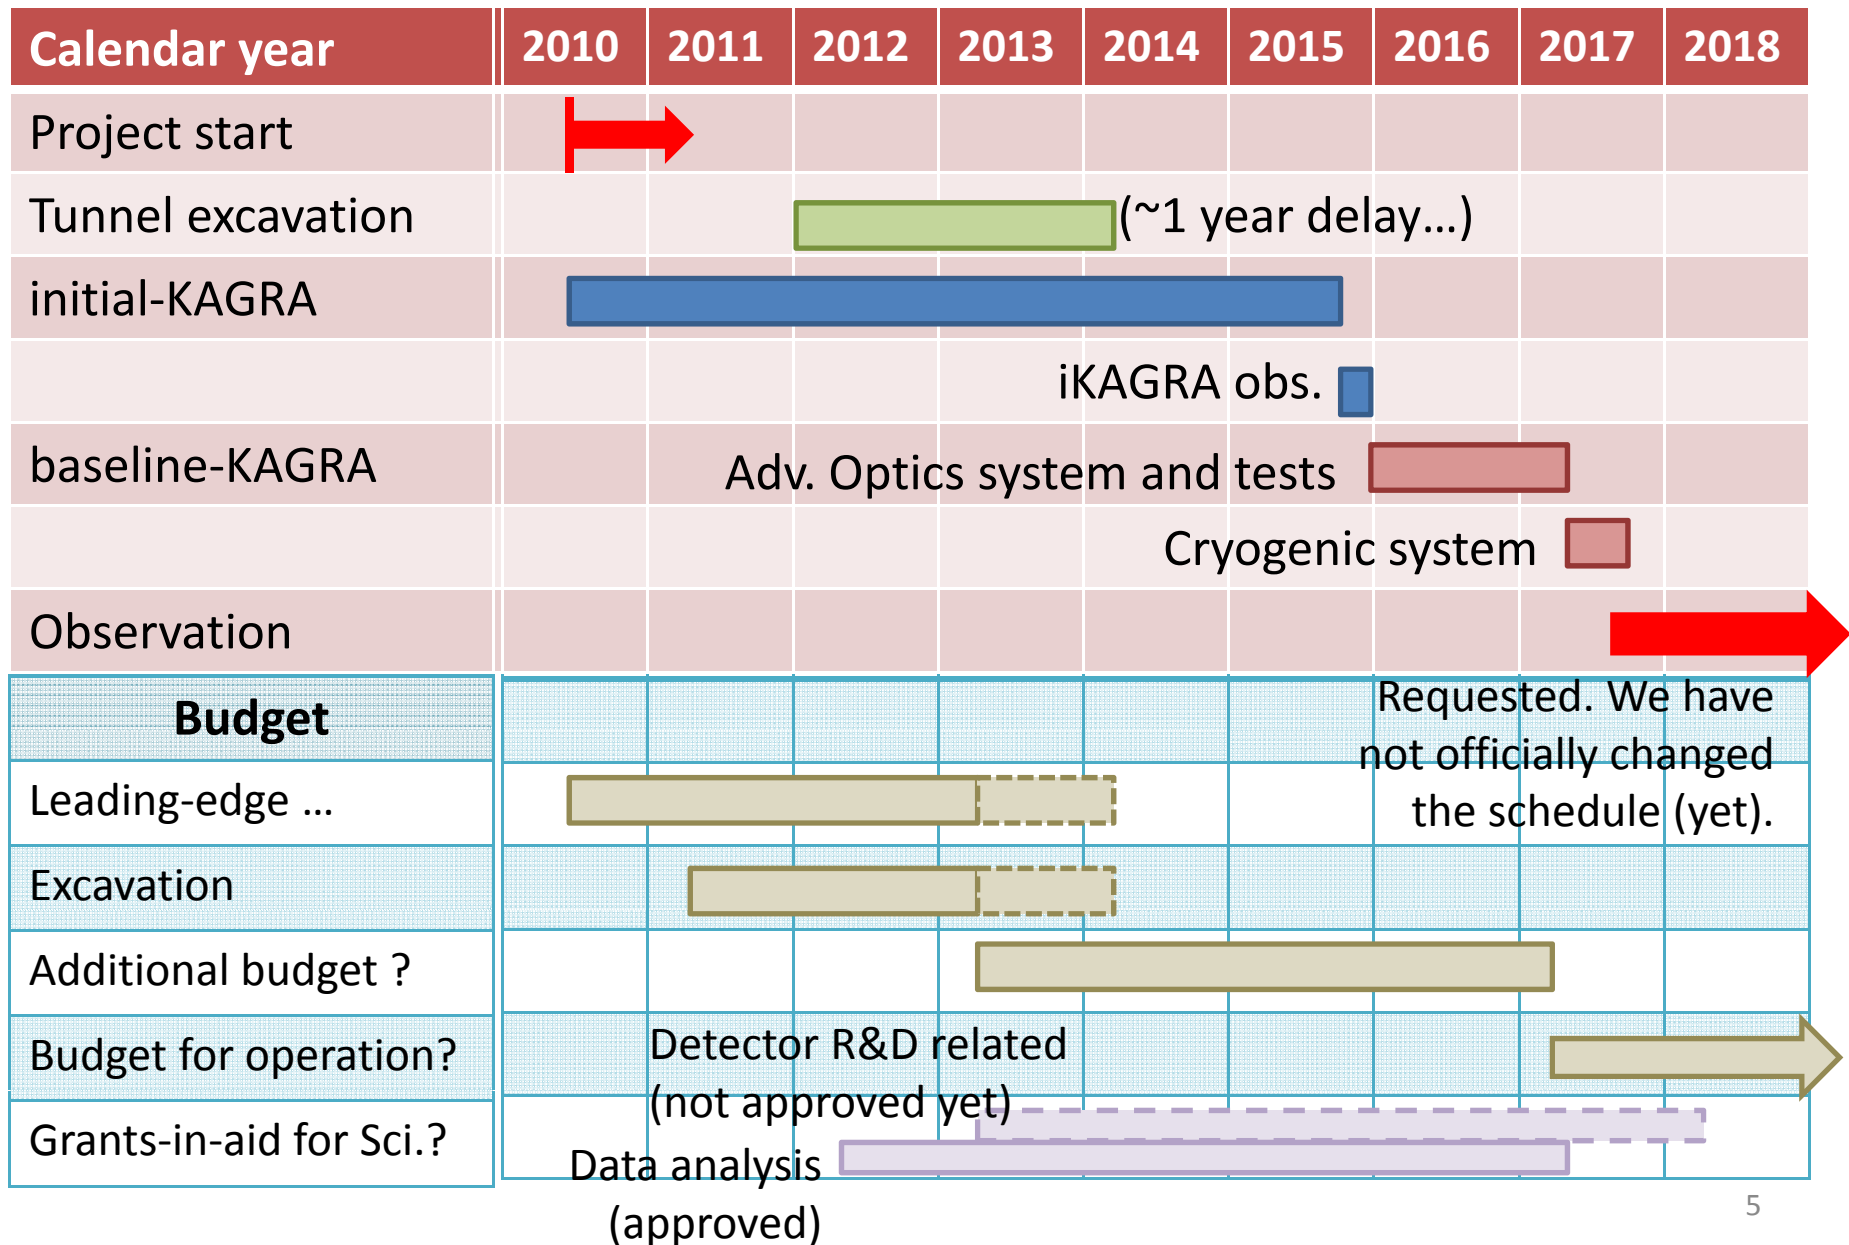 Calendar year 2010 2011 2012 2013 2014 2015 2016 2017 2018
Project start
Tunnel excavation (~1 year delay…)
initial-KAGRA
iKAGRA obs.
baseline-KAGRA Adv. Optics system and tests
Cryogenic system
Observation
Budget
Requested. We have
not officially changed
the schedule (yet).
Leading-edge …
Excavation
Additional budget ?
Budget for operation?
Detector R&D related
(not approved yet)
Grants-in-aid for Sci.?
Data analysis
(approved)
5